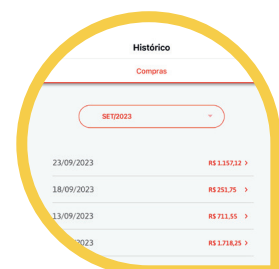 Histórico
Compras
SET/2023
23/09/2023 R$ 1.157,12 >
18/09/2023 R$ 251,75 >
13/09/2023 R$ 711,55 >
/2023 R$ 1.718,25 >